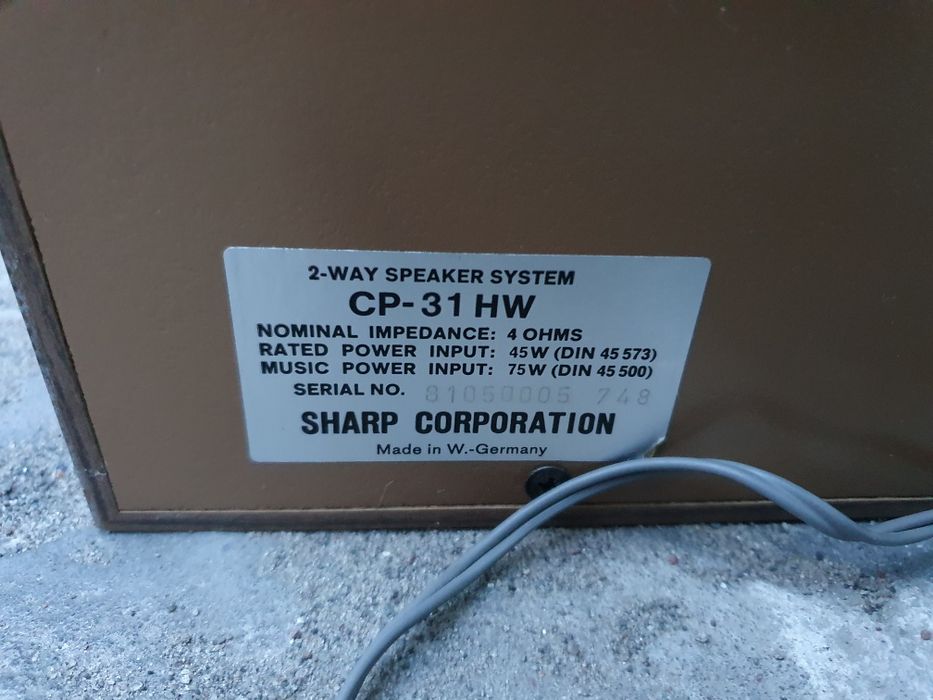 2-WAY SPEAKER SYSTEM
CP-31 HW
NOMINAL IMPEDANCE: 4 OHMS
RATED POWER INPUT: 45W (DIN 45 573)
MUSIC POWER INPUT: 75W (DIN 45 500)
SERIAL NO. 81050005 748
SHARP CORPORATION
Made in W.-Germany